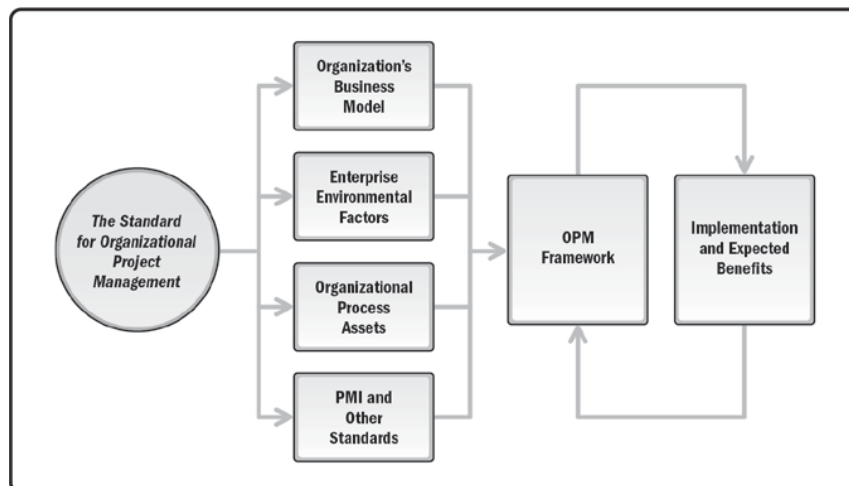 The Standard
for Organizational
Project
Management
Organization's
Business
Model
Enterprise
Environmental
Factors
Organizational
Process
Assets
PMI and
Other
Standards
OPM
Framework
Implementation
and Expected
Benefits